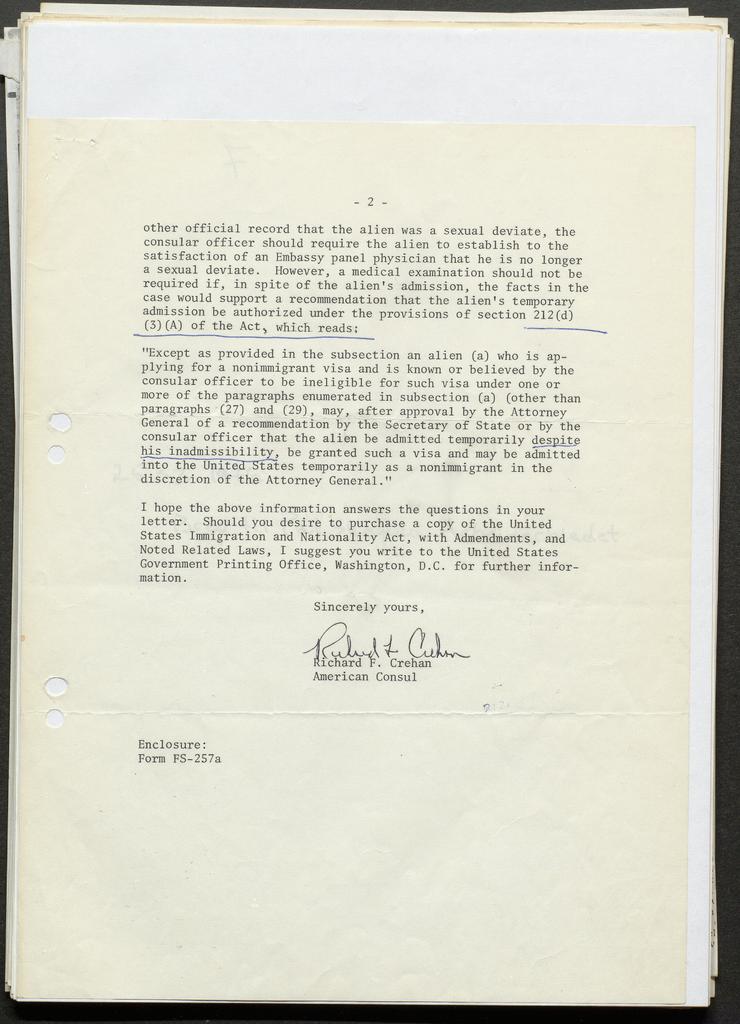 - 2 -
other official record that the alien was a sexual deviate, the
consular officer should require the alien to establish to the
satisfaction of an Embassy panel physician that he is no longer
a sexual deviate. However, a medical examination should not be
required if, in spite of the alien's admission, the facts in the
case would support a recommendation that the alien's temporary
admission be authorized under the provisions of section 212(d)
(3)(A) of the Act, which reads:
"Except as provided in the subsection an alien (a) who is ap-
plying for a nonimmigrant visa and is known or believed by the
consular officer to be ineligible for such visa under one or
more of the paragraphs enumerated in subsection (a) (other than
paragraphs (27) and (29), may, after approval by the Attorney
General of a recommendation by the Secretary of State or by the
consular officer that the alien be admitted temporarily despite
his inadmissibility, be granted such a visa and may be admitted
into the United States temporarily as a nonimmigrant in the
discretion of the Attorney General."
I hope the above information answers the questions in your
letter. Should you desire to purchase a copy of the United
States Immigration and Nationality Act, with Admendments, and
Noted Related Laws, I suggest you write to the United States
Government Printing Office, Washington, D.C. for further infor-
mation.
Sincerely yours,
Richard F. Crehan
Richard F. Crehan
American Consul
Enclosure:
Form FS-257a